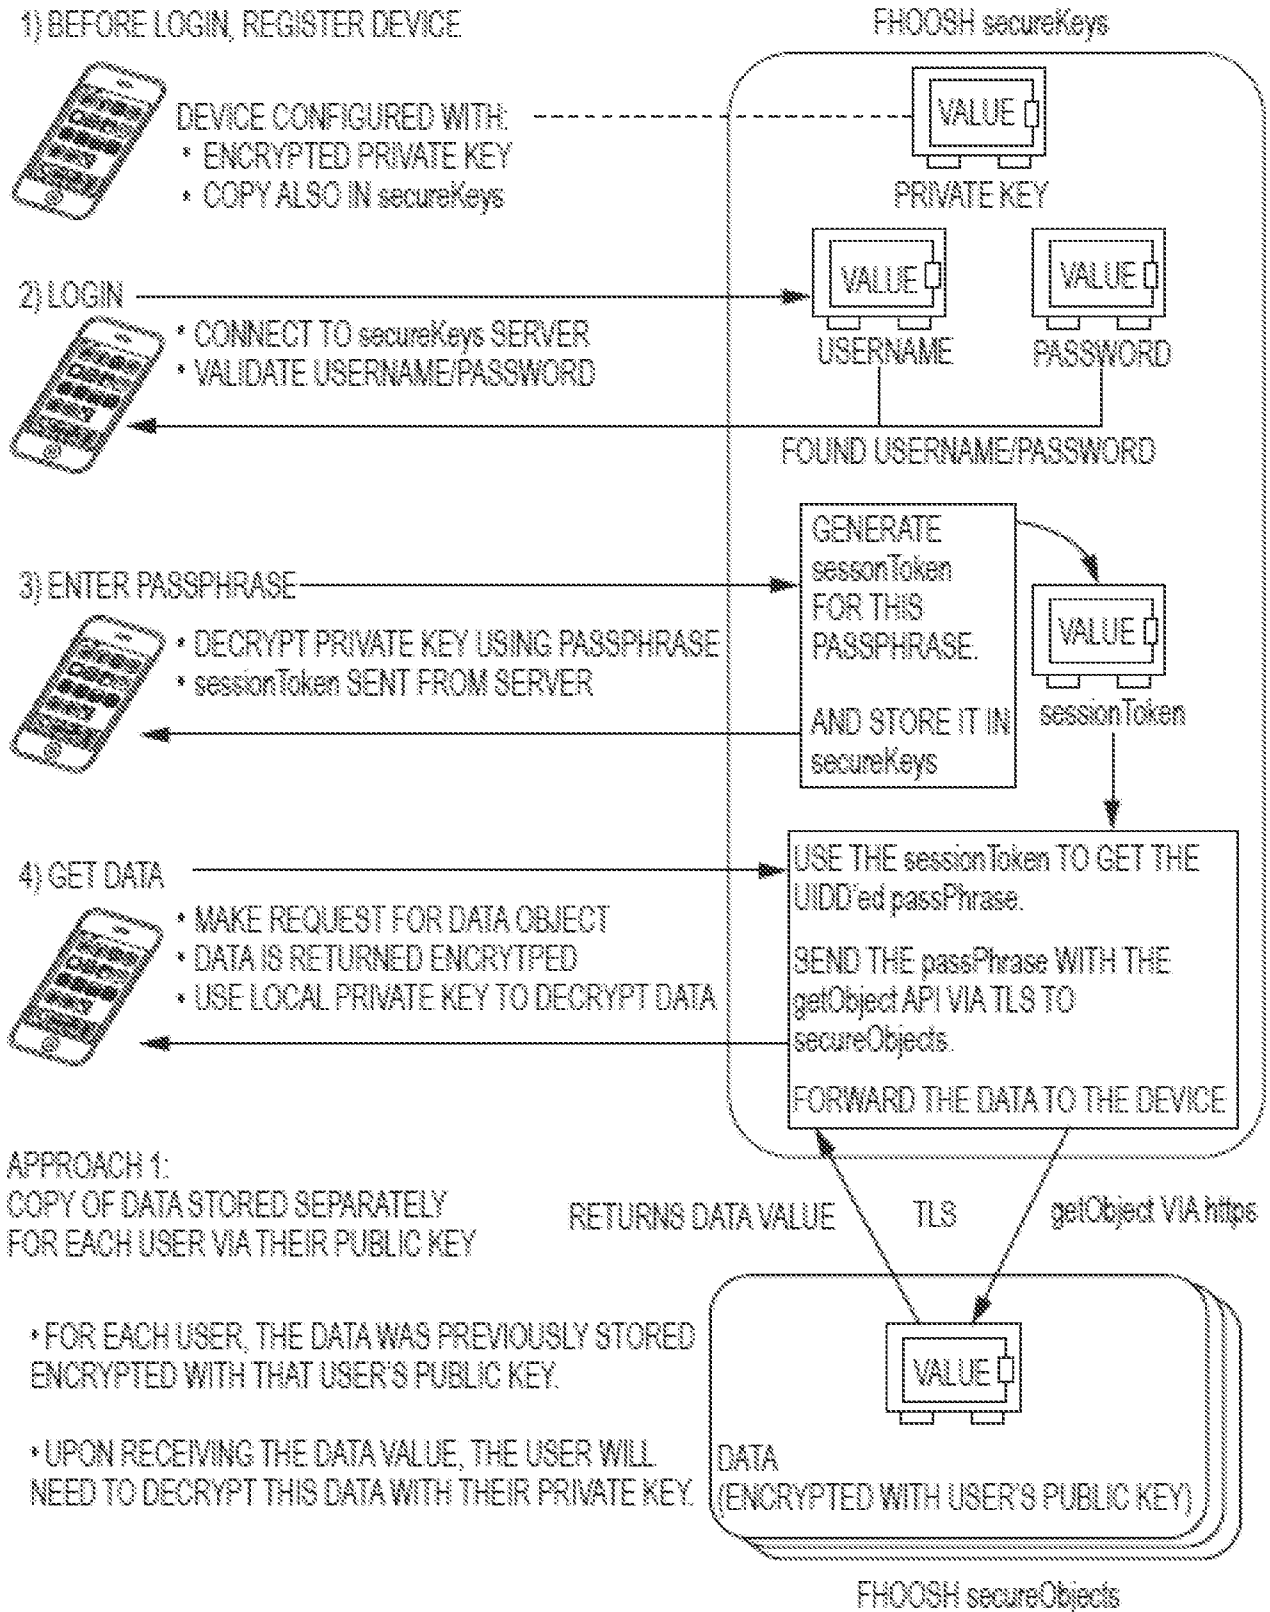 1) BEFORE LOGIN, REGISTER DEVICE
FHOOSH secureKeys
DEVICE CONFIGURED WITH:
• ENCRYPTED PRIVATE KEY
• COPY ALSO IN secureKeys
VALUE
PRIVATE KEY
2) LOGIN
• CONNECT TO secureKeys SERVER
• VALIDATE USERNAME/PASSWORD
VALUE
USERNAME
VALUE
PASSWORD
FOUND USERNAME/PASSWORD
3) ENTER PASSPHRASE
• DECRYPT PRIVATE KEY USING PASSPHRASE
• sessionToken SENT FROM SERVER
GENERATE
sessonToken
FOR THIS
PASSPHRASE.
AND STORE IT IN
secureKeys
VALUE
sessionToken
4) GET DATA
• MAKE REQUEST FOR DATA OBJECT
• DATA IS RETURNED ENCRYTPED
• USE LOCAL PRIVATE KEY TO DECRYPT DATA
USE THE sessionToken TO GET THE
UIDD'ed passPhrase.
SEND THE passPhrase WITH THE
getObject API VIA TLS TO
secureObjects.
FORWARD THE DATA TO THE DEVICE
APPROACH 1:
COPY OF DATA STORED SEPARATELY
FOR EACH USER VIA THEIR PUBLIC KEY
RETURNS DATA VALUE
TLS
getObject VIA https
• FOR EACH USER, THE DATA WAS PREVIOUSLY STORED
ENCRYPTED WITH THAT USER'S PUBLIC KEY.
• UPON RECEIVING THE DATA VALUE, THE USER WILL
NEED TO DECRYPT THIS DATA WITH THEIR PRIVATE KEY.
VALUE
DATA
(ENCRYPTED WITH USER'S PUBLIC KEY)
FHOOSH secureObjects